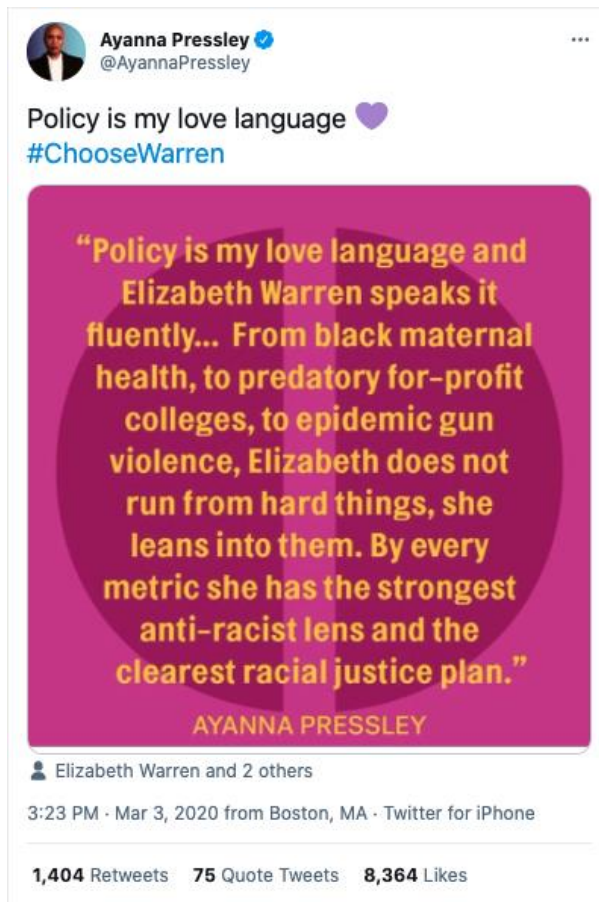 Ayanna Pressley
@AyannaPressley
Policy is my love language 💜
#ChooseWarren
“Policy is my love language and
Elizabeth Warren speaks it
fluently... From black maternal
health, to predatory for-profit
colleges, to epidemic gun
violence, Elizabeth does not
run from hard things, she
leans into them. By every
metric she has the strongest
anti-racist lens and the
clearest racial justice plan.”
AYANNA PRESSLEY
Elizabeth Warren and 2 others
3:23 PM · Mar 3, 2020 from Boston, MA · Twitter for iPhone
1,404 Retweets 75 Quote Tweets 8,364 Likes